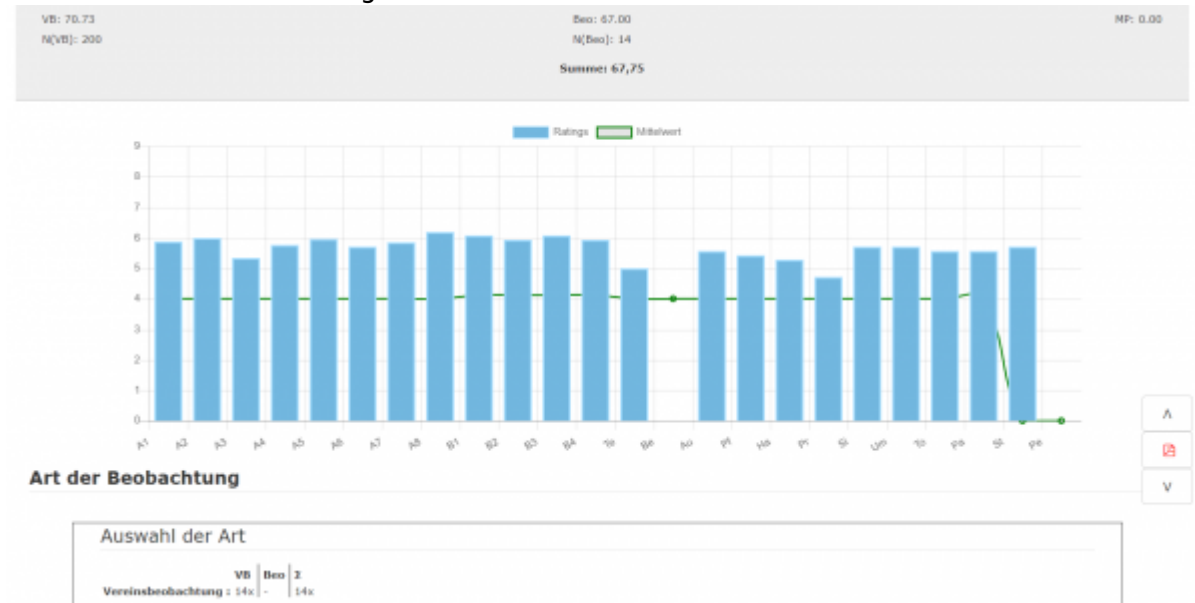 VB: 70.73 Beo: 67.00 MP: 0.00
N(VB): 200 N(Beo): 14
Summe: 67,75
Ratings Mittelwert
9
8
7
6
5
4
3
2
1
0
A1 A2 A3 A4 A5 A6 A7 A8 B1 B2 B3 B4 Te Be Au Pf Ha Pr Si Um To Pa St Pe
Art der Beobachtung
Auswahl der Art
VB Beo Σ
Vereinsbeobachtung : 14x - 14x